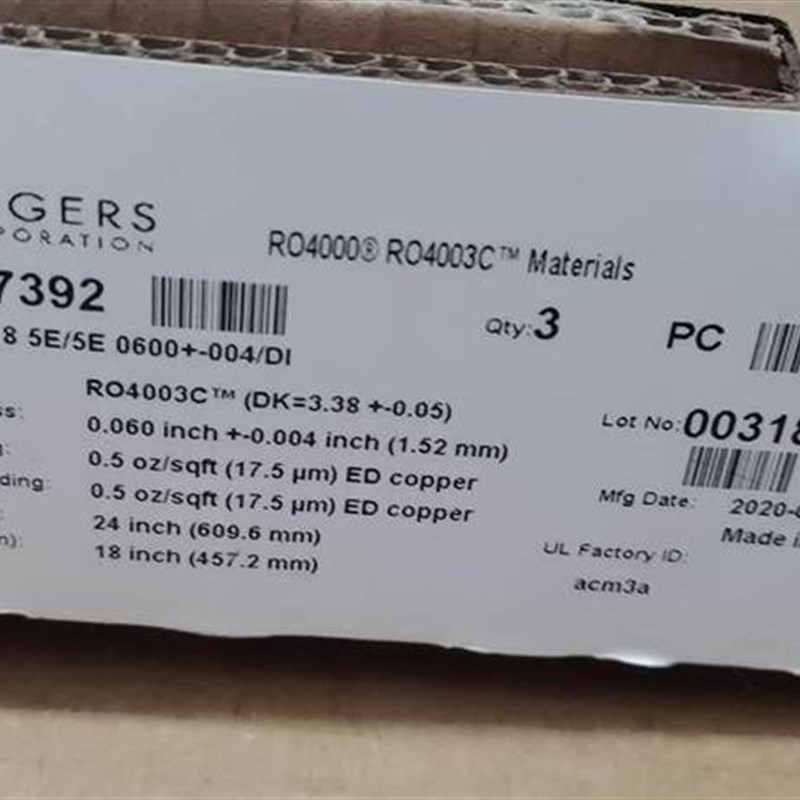 GERS
PORATION
RO4000® RO4003C™ Materials
7392
Qty:3
PC
8 5E/5E 0600+-004/DI
RO4003C™ (DK=3.38 +-0.05)
ss:
0.060 inch +-0.004 inch (1.52 mm)
Lot No:00318
g:
0.5 oz/sqft (17.5 µm) ED copper
ding:
0.5 oz/sqft (17.5 µm) ED copper
Mfg Date: 2020-
:
24 inch (609.6 mm)
Made i
n):
18 inch (457.2 mm)
UL Factory ID:
acm3a